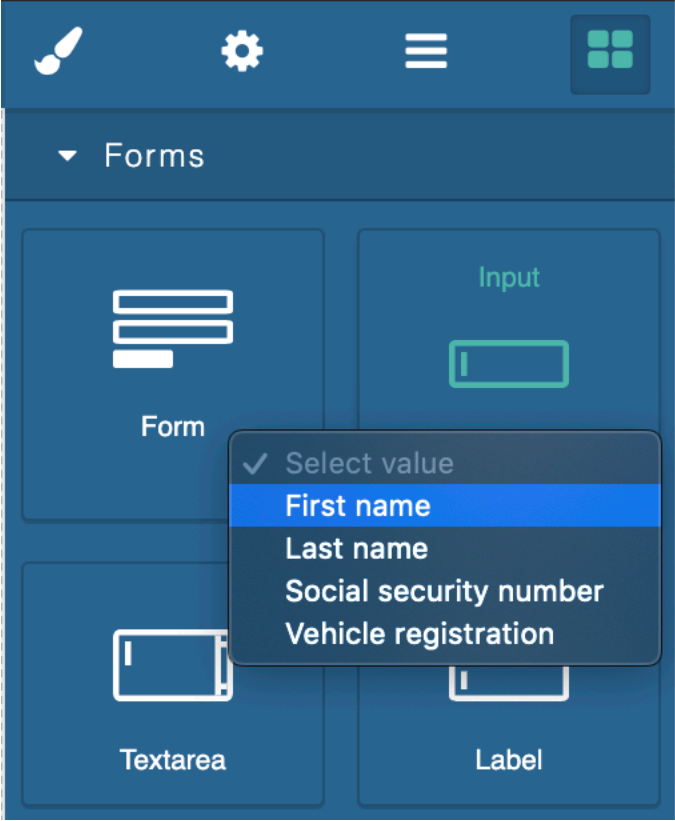 Forms
Input
Form
Select value
First name
Last name
Social security number
Vehicle registration
Textarea
Label